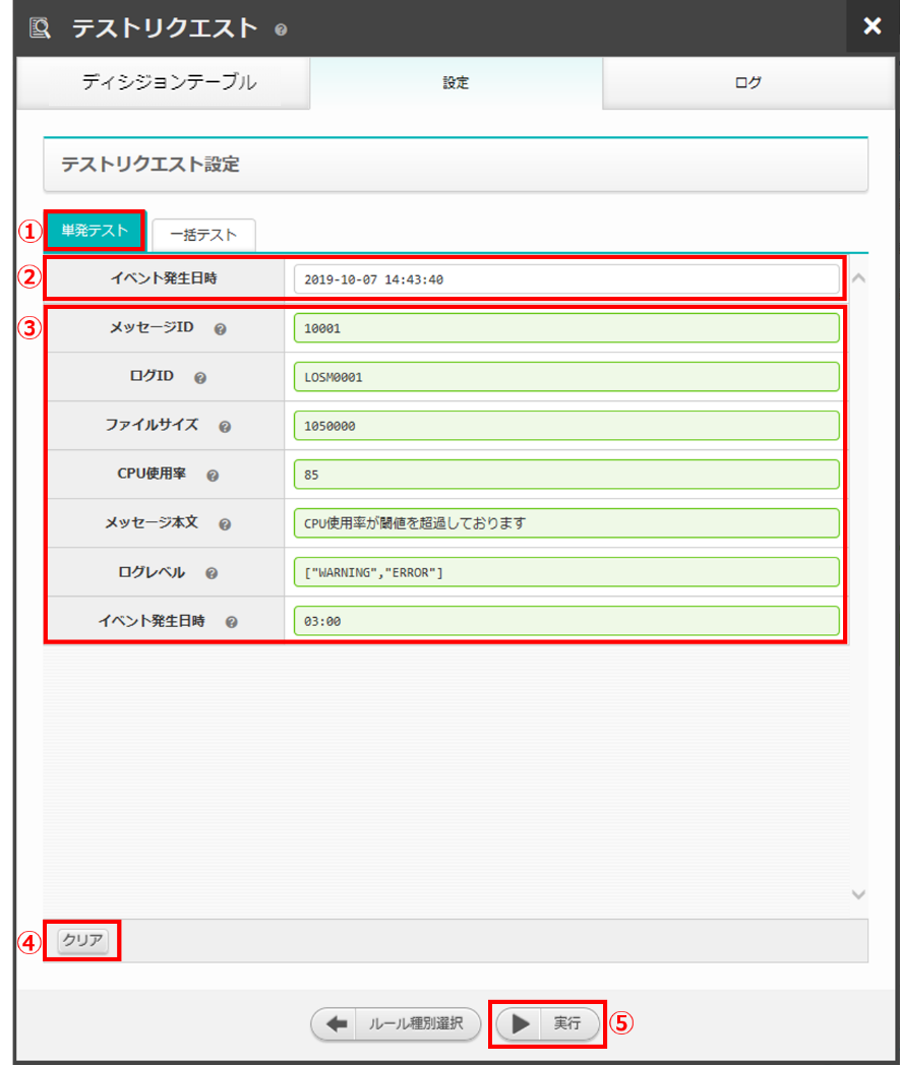 テストリクエスト ?
×
ディシジョンテーブル 設定 ログ
テストリクエスト設定
① 単発テスト 一括テスト
② イベント発生日時 2019-10-07 14:43:40
③ メッセージID ? 10001
ログID ? LOSM0001
ファイルサイズ ? 1050000
CPU使用率 ? 85
メッセージ本文 ? CPU使用率が閾値を超過しております
ログレベル ? ["WARNING","ERROR"]
イベント発生日時 ? 03:00
④ クリア
ルール種別選択 実行 ⑤